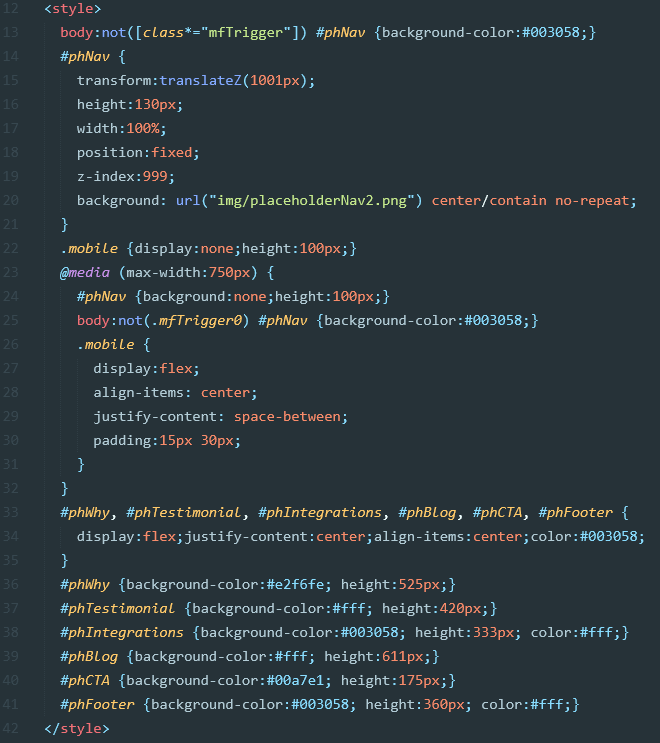 12 <style>
13 body:not([class*="mfTrigger"]) #phNav {background-color:#003058;}
14 #phNav {
15 transform:translateZ(1001px);
16 height:130px;
17 width:100%;
18 position:fixed;
19 z-index:999;
20 background: url("img/placeholderNav2.png") center/contain no-repeat;
21 }
22 .mobile {display:none;height:100px;}
23 @media (max-width:750px) {
24 #phNav {background:none;height:100px;}
25 body:not(.mfTrigger0) #phNav {background-color:#003058;}
26 .mobile {
27 display:flex;
28 align-items: center;
29 justify-content: space-between;
30 padding:15px 30px;
31 }
32 }
33 #phWhy, #phTestimonial, #phIntegrations, #phBlog, #phCTA, #phFooter {
34 display:flex;justify-content:center;align-items:center;color:#003058;
35 }
36 #phWhy {background-color:#e2f6fe; height:525px;}
37 #phTestimonial {background-color:#fff; height:420px;}
38 #phIntegrations {background-color:#003058; height:333px; color:#fff;}
39 #phBlog {background-color:#fff; height:611px;}
40 #phCTA {background-color:#00a7e1; height:175px;}
41 #phFooter {background-color:#003058; height:360px; color:#fff;}
42 </style>